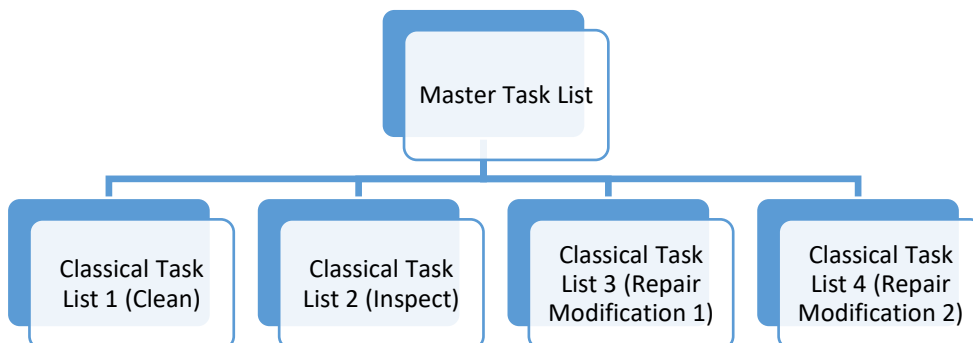 Master Task List
Classical Task
List 1 (Clean)
Classical Task
List 2 (Inspect)
Classical Task
List 3 (Repair
Modification 1)
Classical Task
List 4 (Repair
Modification 2)